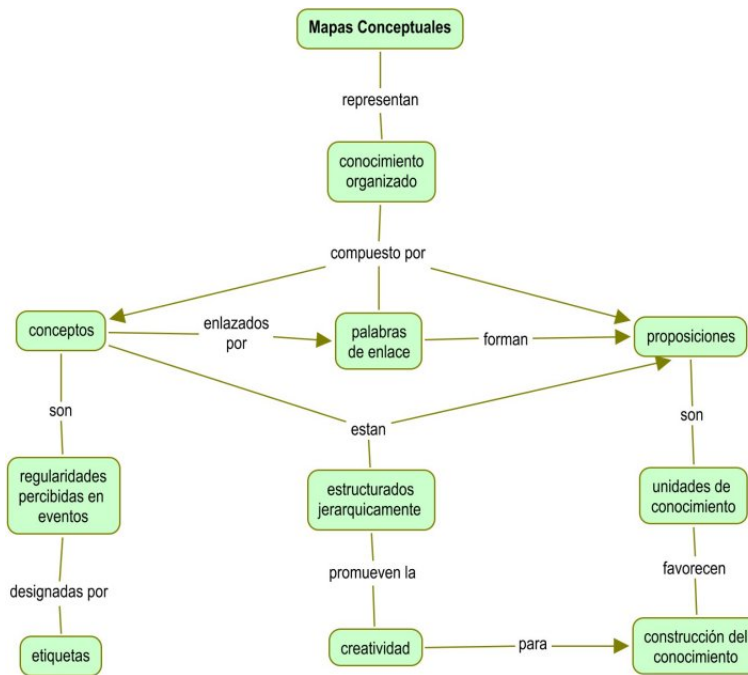 Mapas Conceptuales
representan
conocimiento
organizado
compuesto por
conceptos
enlazados
por
palabras
de enlace
forman
proposiciones
son
estan
son
regularidades
percibidas en
eventos
estructurados
jerarquicamente
unidades de
conocimiento
designadas por
promueven la
favorecen
etiquetas
creatividad
para
construcción del
conocimiento